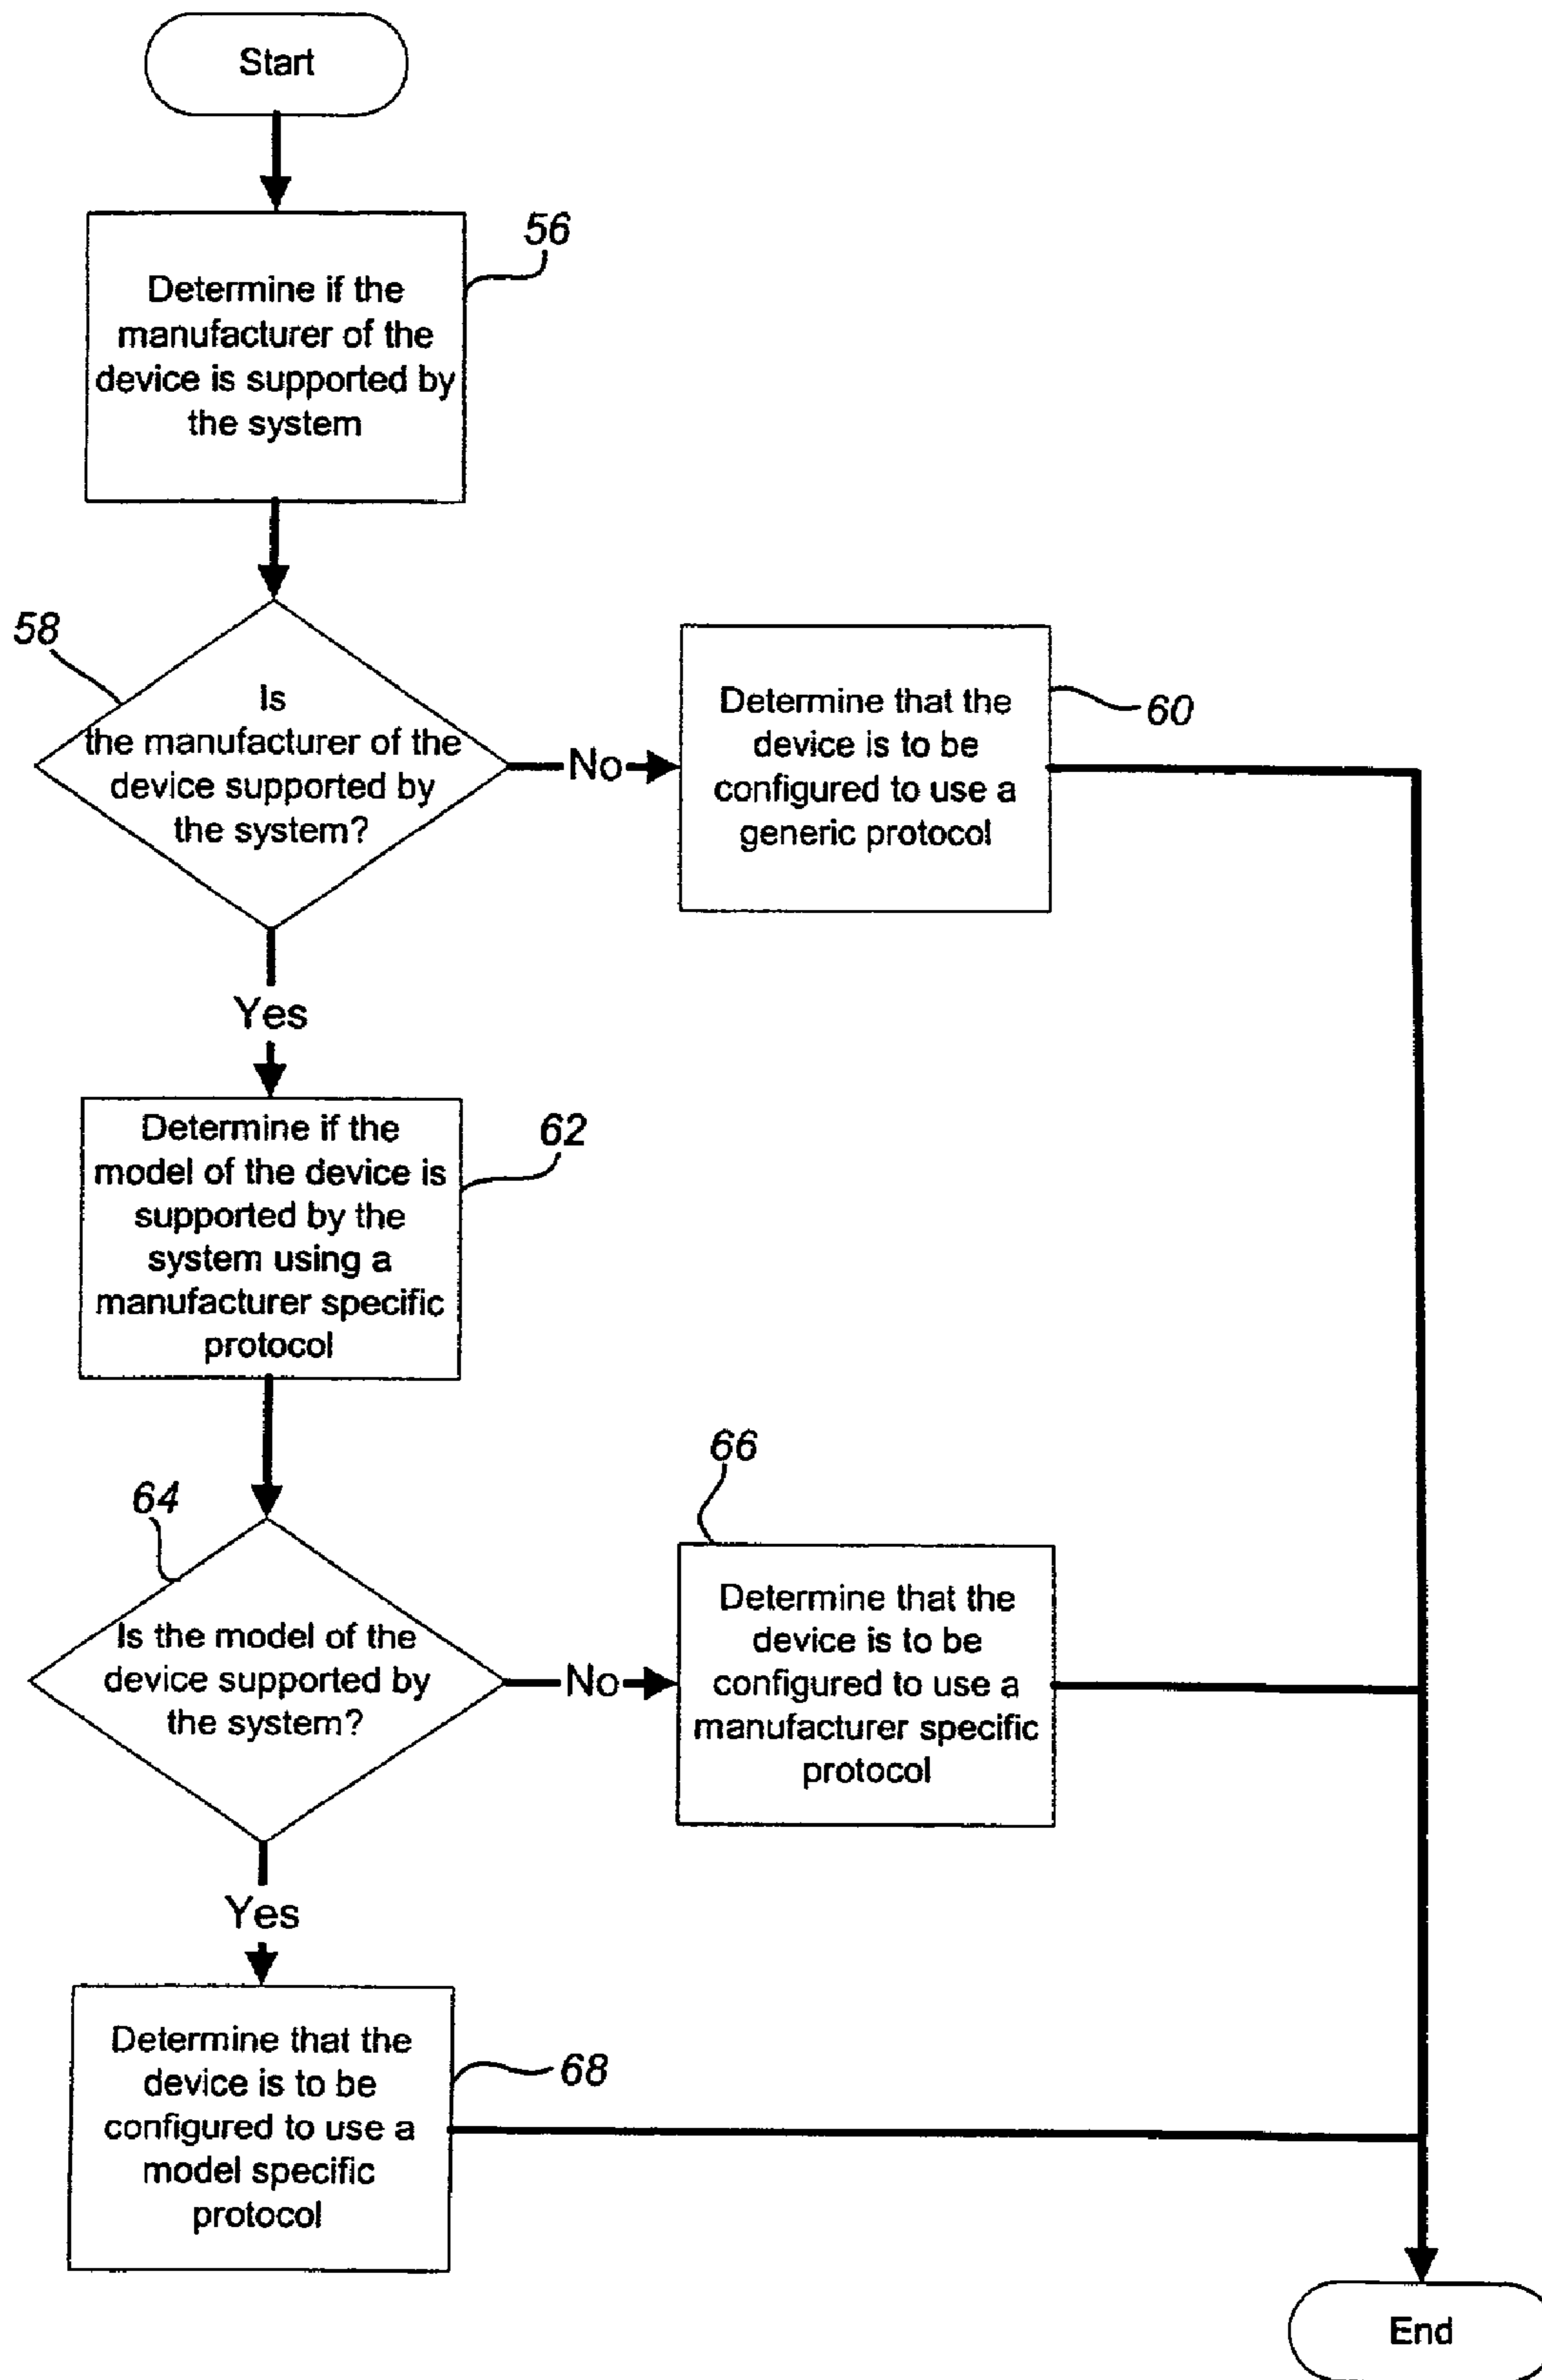 Start
56
Determine if the
manufacturer of the
device is supported by
the system
58
Is
the manufacturer of the
device supported by
the system?
No
Determine that the
device is to be
configured to use a
generic protocol
60
Yes
Determine if the
model of the device is
supported by the
system using a
manufacturer specific
protocol
62
64
Is the model of the
device supported by
the system?
No
66
Determine that the
device is to be
configured to use a
manufacturer specific
protocol
Yes
Determine that the
device is to be
configured to use a
model specific
protocol
68
End